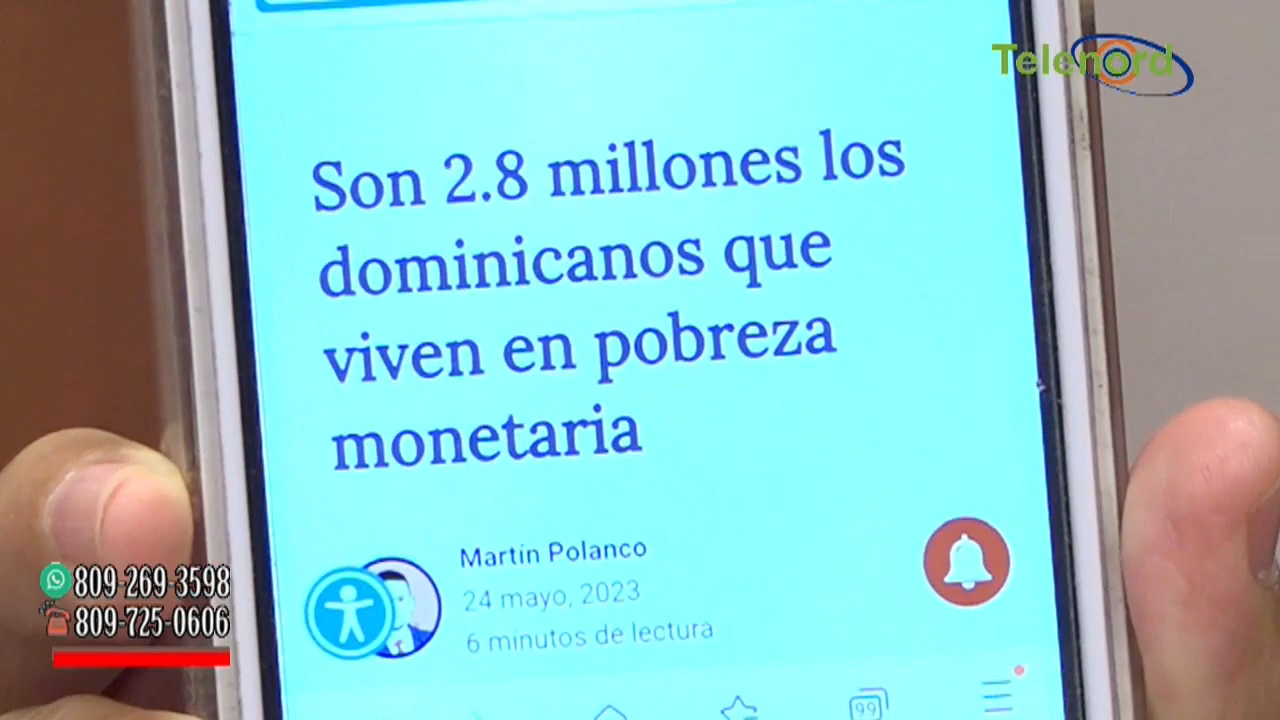 Telenord
Son 2.8 millones los
dominicanos que
viven en pobreza
monetaria
Martín Polanco
24 mayo, 2023
6 minutos de lectura
99
809-269-3598
809-725-0606